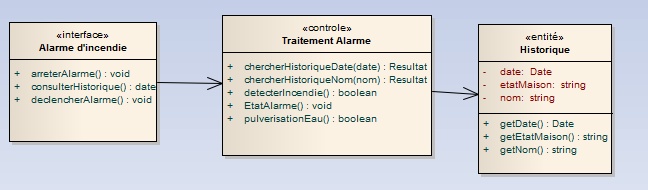 «interface»
Alarme d'incendie
+ arreterAlarme() : void
+ consulterHistorique() : date
+ declencherAlarme() : void
«controle»
Traitement Alarme
+ chercherHistoriqueDate(date) : Resultat
+ chercherHistoriqueNom(nom) : Resultat
+ detecterIncendie() : boolean
+ EtatAlarme() : void
+ pulverisationEau() : boolean
«entité»
Historique
- date: Date
- etatMaison: string
- nom: string
+ getDate() : Date
+ getEtatMaison() : string
+ getNom() : string